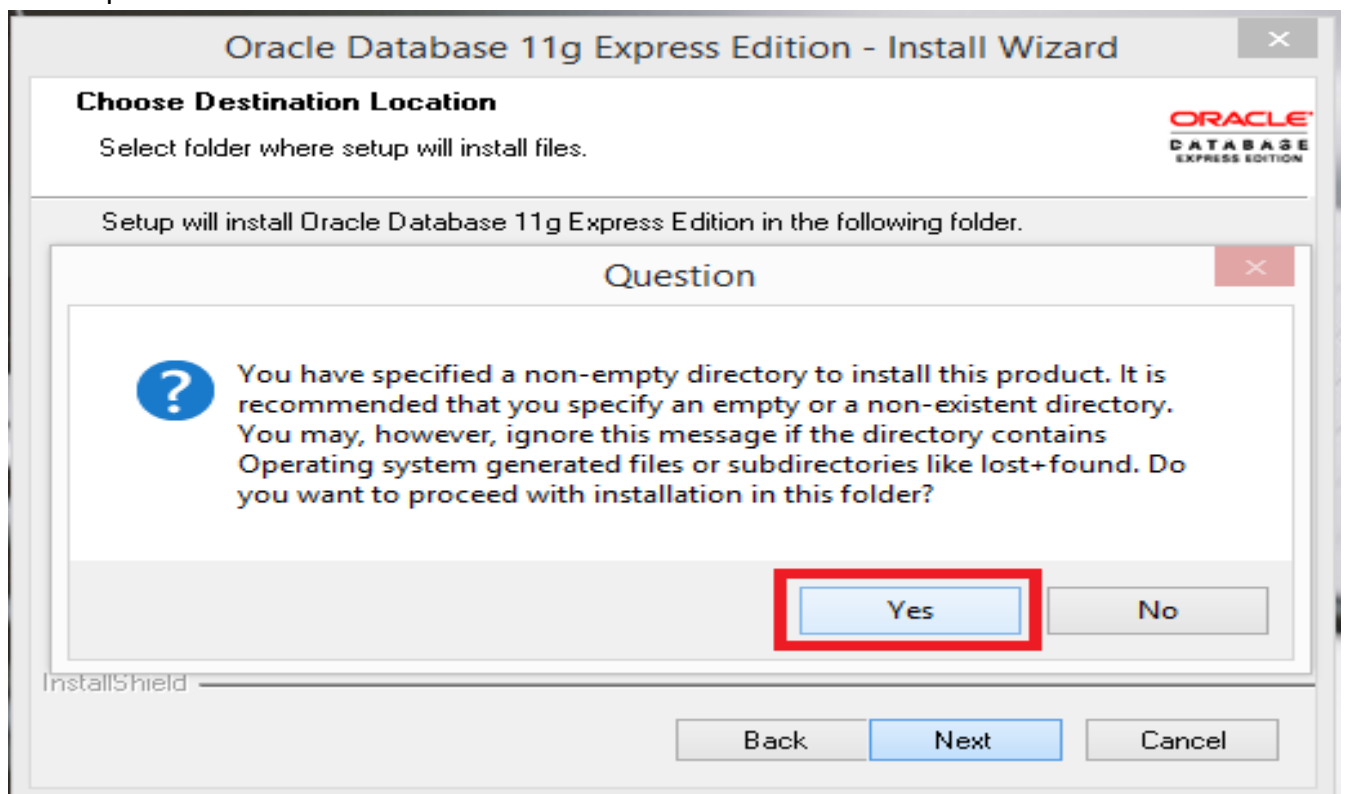 Oracle Database 11g Express Edition - Install Wizard
Choose Destination Location
Select folder where setup will install files.
ORACLE
DATABASE
EXPRESS EDITION
Setup will install Oracle Database 11g Express Edition in the following folder.
Question
You have specified a non-empty directory to install this product. It is
recommended that you specify an empty or a non-existent directory.
You may, however, ignore this message if the directory contains
Operating system generated files or subdirectories like lost+found. Do
you want to proceed with installation in this folder?
Yes
No
InstallShield
Back
Next
Cancel